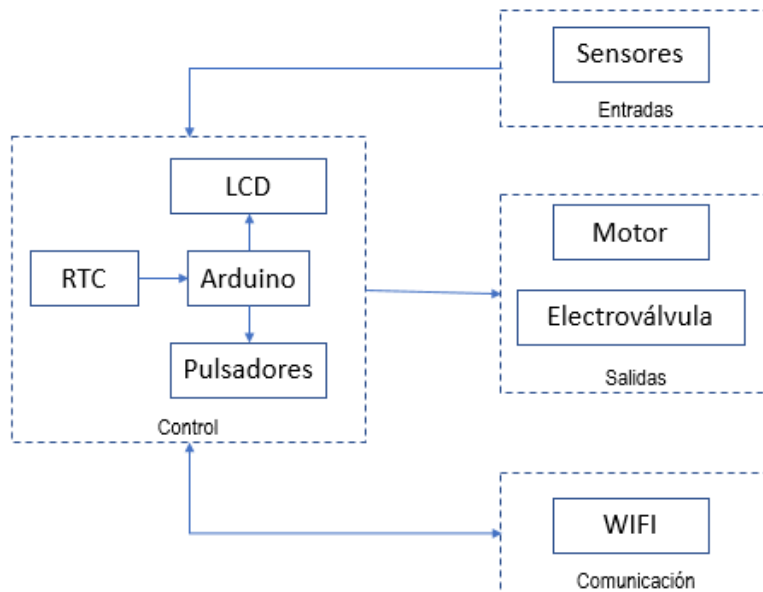 Sensores
Entradas
LCD
RTC
Arduino
Pulsadores
Control
Motor
Electroválvula
Salidas
WIFI
Comunicación